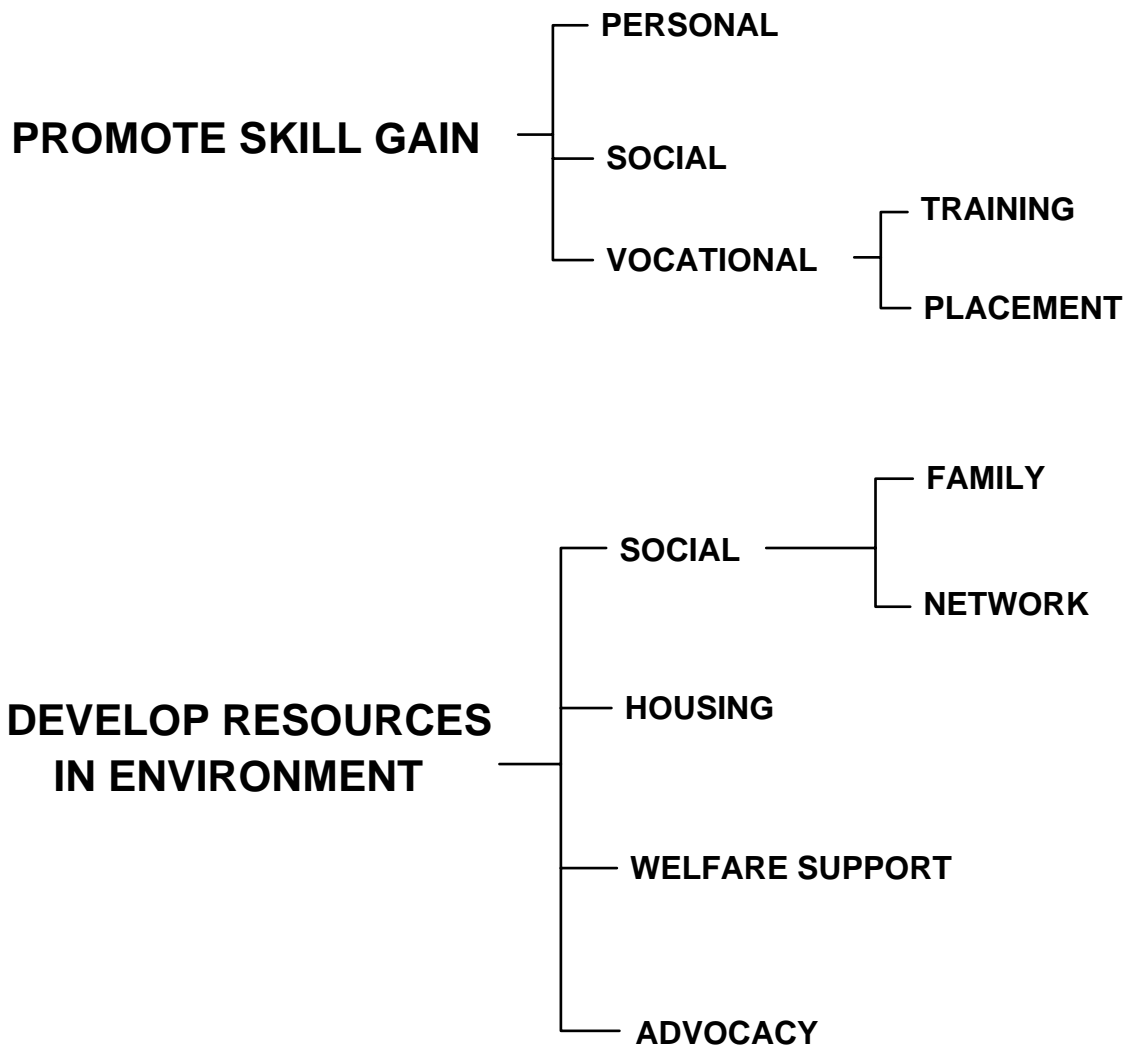 PROMOTE SKILL GAIN
PERSONAL
SOCIAL
VOCATIONAL
TRAINING
PLACEMENT
DEVELOP RESOURCES
IN ENVIRONMENT
SOCIAL
FAMILY
NETWORK
HOUSING
WELFARE SUPPORT
ADVOCACY